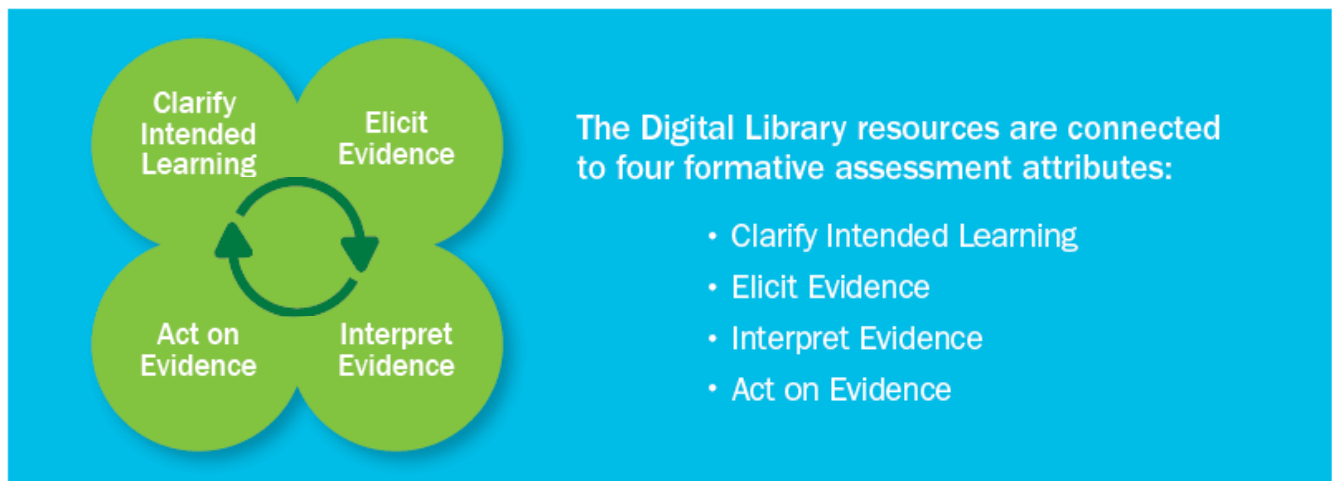 Clarify
Intended
Learning
Elicit
Evidence
Act on
Evidence
Interpret
Evidence
The Digital Library resources are connected
to four formative assessment attributes:
• Clarify Intended Learning
• Elicit Evidence
• Interpret Evidence
• Act on Evidence